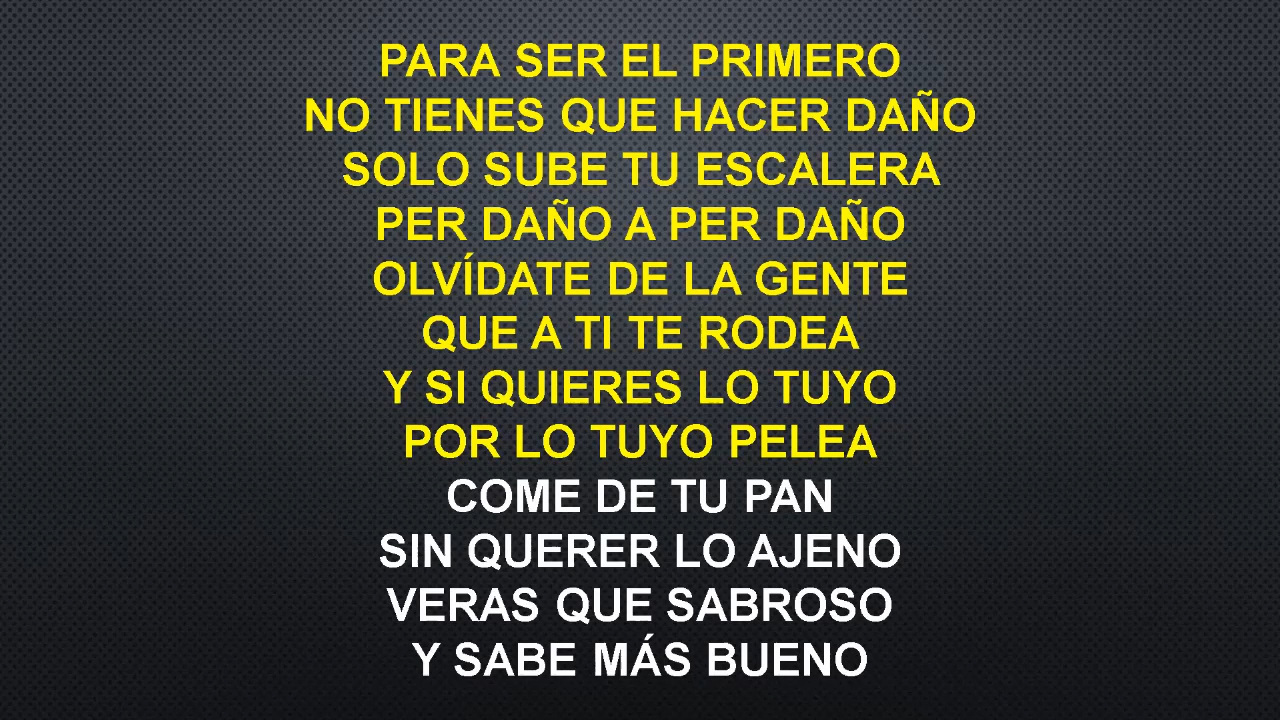 PARA SER EL PRIMERO
NO TIENES QUE HACER DAÑO
SOLO SUBE TU ESCALERA
PER DAÑO A PER DAÑO
OLVÍDATE DE LA GENTE
QUE A TI TE RODEA
Y SI QUIERES LO TUYO
POR LO TUYO PELEA
COME DE TU PAN
SIN QUERER LO AJENO
VERAS QUE SABROSO
Y SABE MÁS BUENO